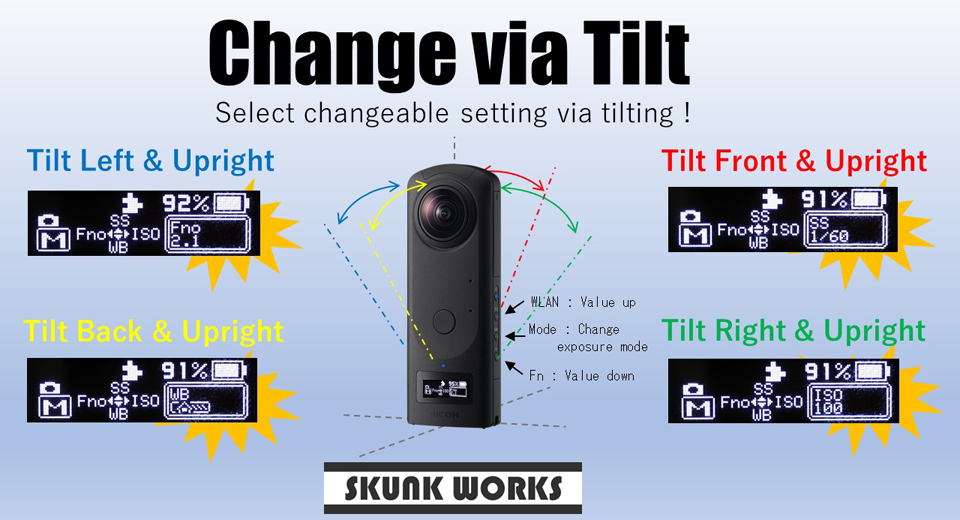 Change via Tilt
Select changeable setting via tilting !
Tilt Left & Upright
92%
SS
M Fno ISO
WB
Fno
2.1
Tilt Front & Upright
91%
SS
M Fno ISO
WB
SS
1/60
WLAN : Value up
Mode : Change
exposure mode
Fn : Value down
Tilt Back & Upright
91%
SS
M Fno ISO
WB
WB
Tilt Right & Upright
91%
SS
M Fno ISO
WB
ISO
100
95%
RICOH
SKUNK WORKS